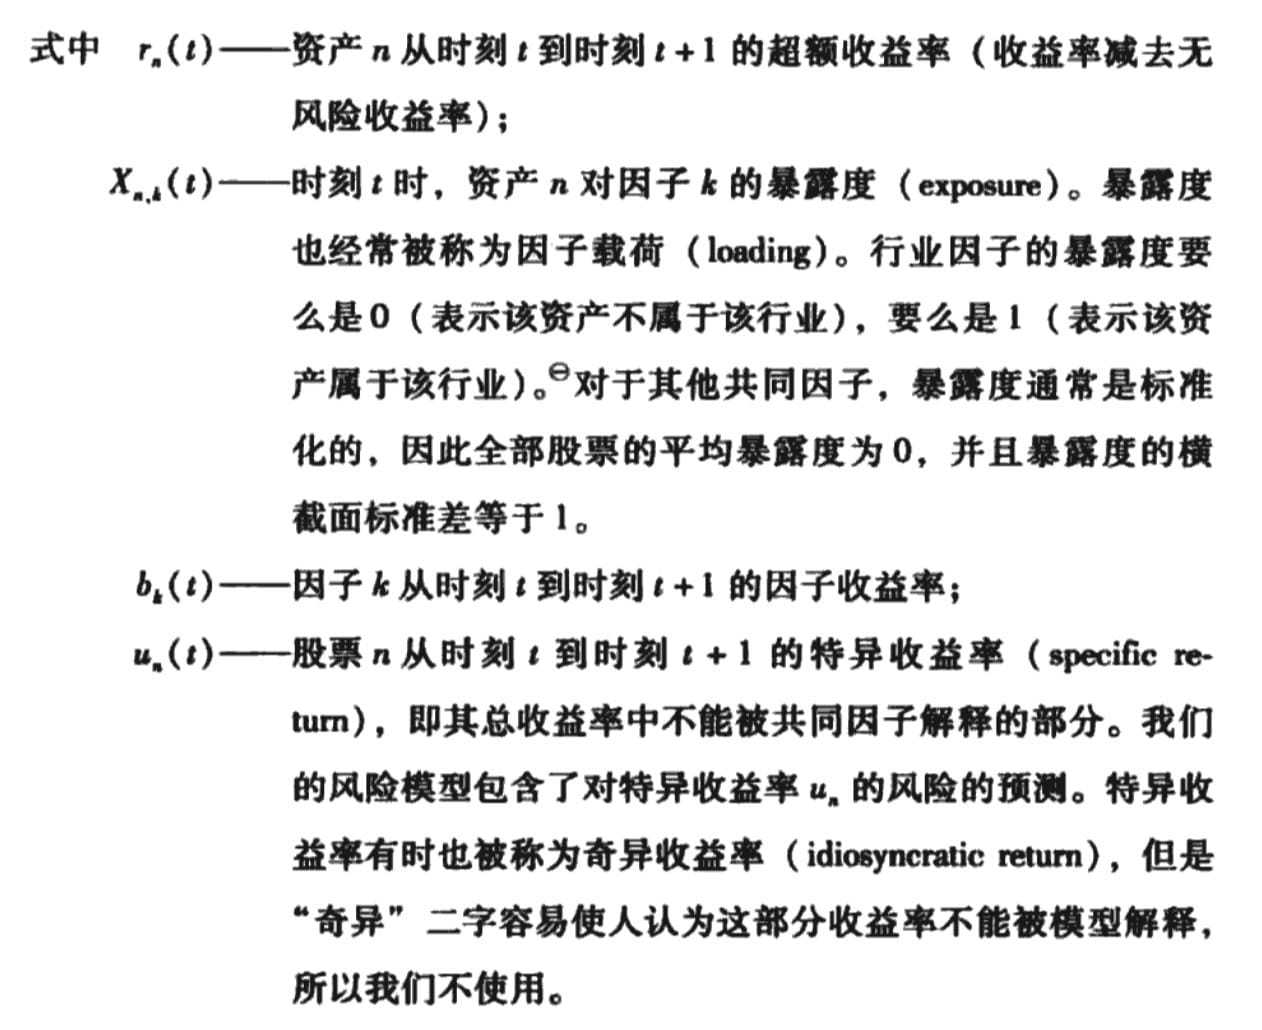 式中 rₙ(t)——资产 n 从时刻 t 到时刻 t + 1 的超额收益率（收益率减去无
风险收益率）；
Xₙ,ₖ(t)——时刻 t 时，资产 n 对因子 k 的暴露度（exposure）。暴露度
也经常被称为因子载荷（loading）。行业因子的暴露度要
么是 0（表示该资产不属于该行业），要么是 1（表示该资
产属于该行业）。⊖对于其他共同因子，暴露度通常是标准
化的，因此全部股票的平均暴露度为 0，并且暴露度的横
截面标准差等于 1。
bₖ(t)——因子 k 从时刻 t 到时刻 t + 1 的因子收益率；
uₙ(t)——股票 n 从时刻 t 到时刻 t + 1 的特异收益率（specific re-
turn），即其总收益率中不能被共同因子解释的部分。我们
的风险模型包含了对特异收益率 uₙ 的风险的预测。特异收
益率有时也被称为奇异收益率（idiosyncratic return），但是
“奇异”二字容易使人认为这部分收益率不能被模型解释，
所以我们不使用。